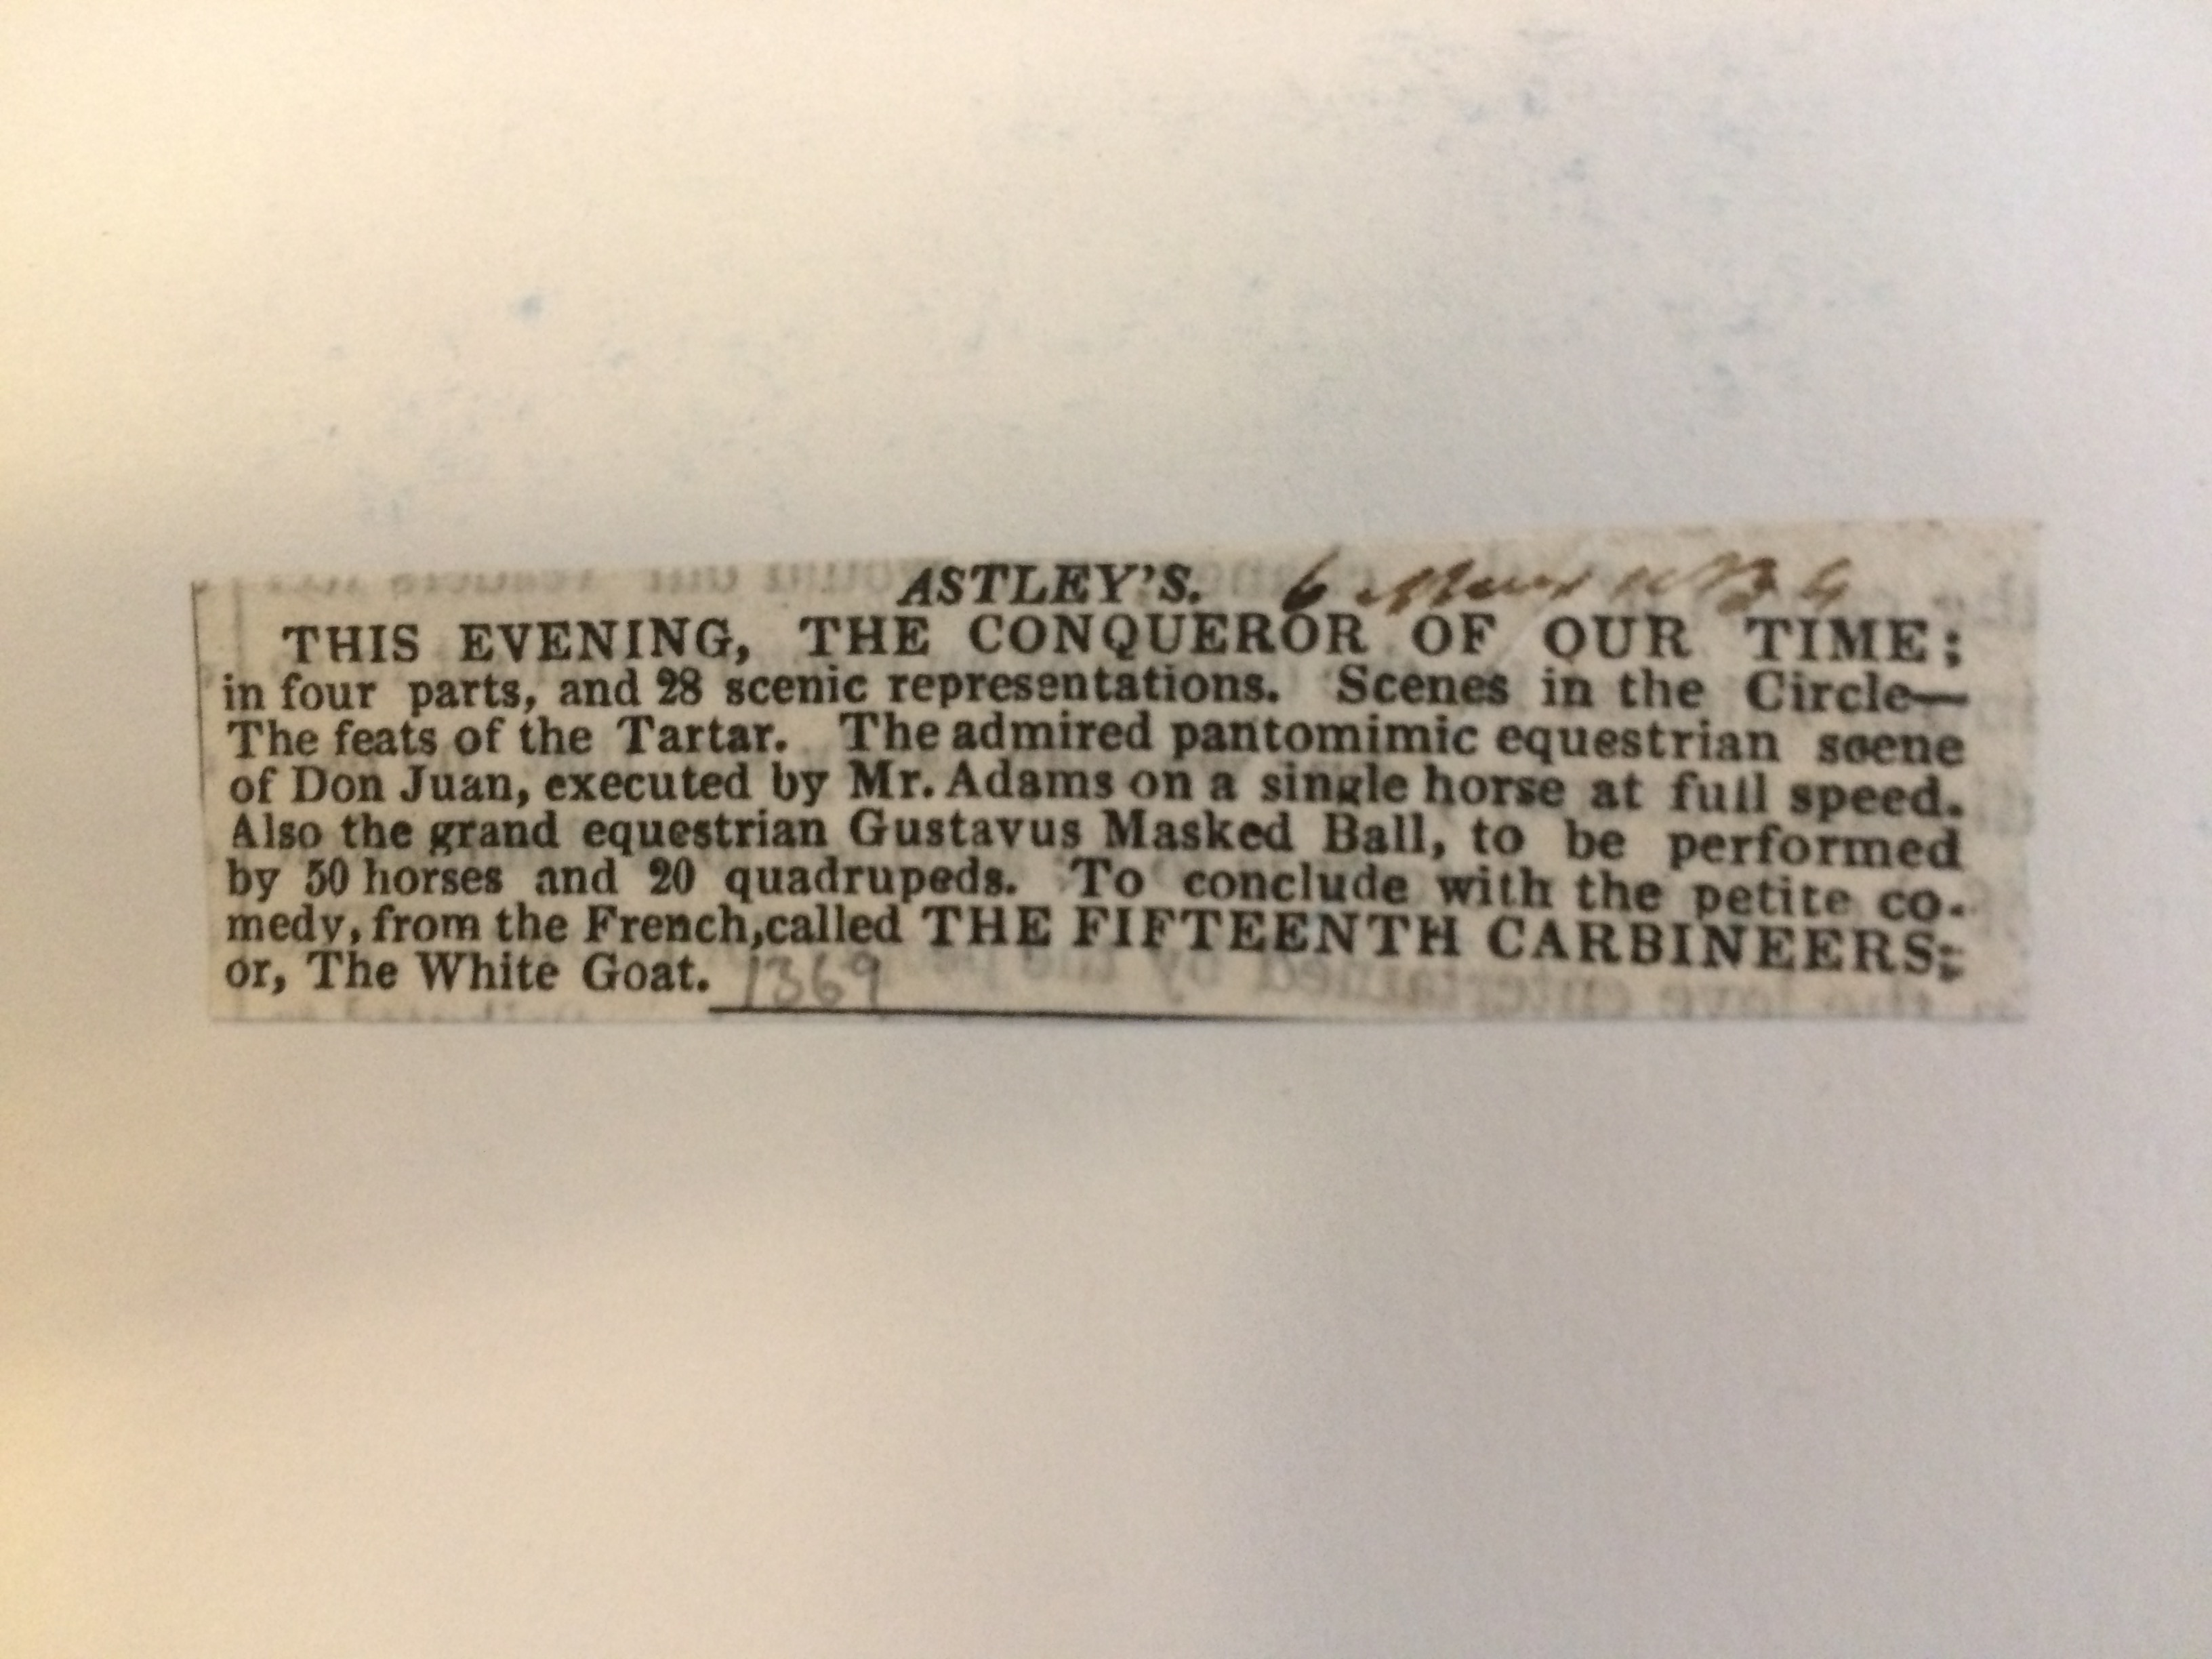 ASTLEY'S. 6
THIS EVENING, THE CONQUEROR OF OUR TIME;
in four parts, and 28 scenic representations. Scenes in the Circle—
The feats of the Tartar. The admired pantomimic equestrian scene
of Don Juan, executed by Mr. Adams on a single horse at full speed.
Also the grand equestrian Gustavus Masked Ball, to be performed
by 50 horses and 20 quadrupeds. To conclude with the petite co-
medy, from the French, called THE FIFTEENTH CARBINEERS;
or, The White Goat. 1369